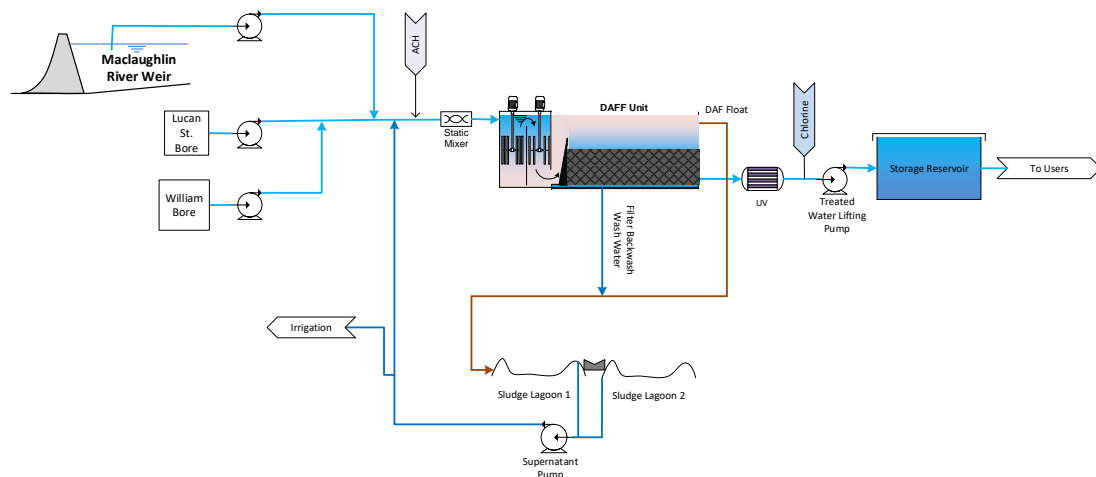 Maclaughlin
River Weir
ACH
Lucan
St.
Bore
William
Bore
Static
Mixer
DAFF Unit
DAF Float
Chlorine
UV
Treated
Water Lifting
Pump
Storage Reservoir
To Users
Filter Backwash
Wash Water
Irrigation
Sludge Lagoon 1
Sludge Lagoon 2
Supernatant
Pump